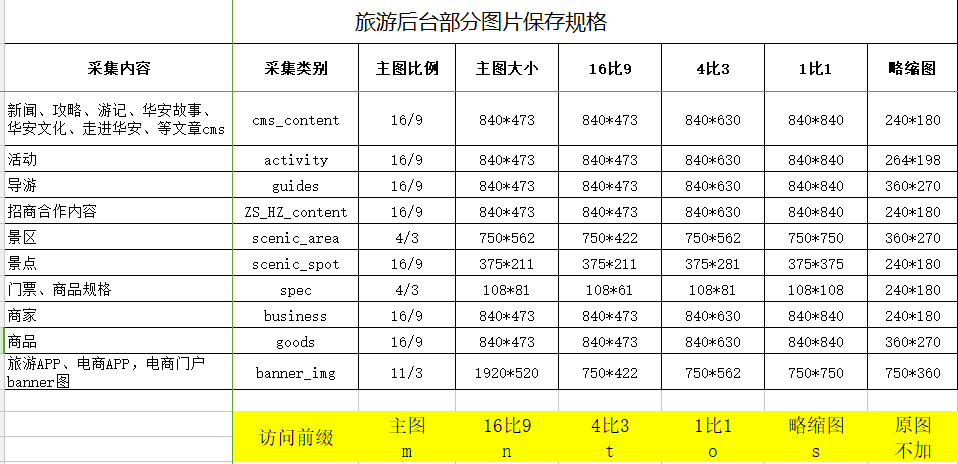 旅游后台部分图片保存规格
采集内容 采集类别 主图比例 主图大小 16比9 4比3 1比1 略缩图
新闻、攻略、游记、华安故事、
华安文化、走进华安、等文章cms cms_content 16/9 840*473 840*473 840*630 840*840 240*180
活动 activity 16/9 840*473 840*473 840*630 840*840 264*198
导游 guides 16/9 840*473 840*473 840*630 840*840 360*270
招商合作内容 ZS_HZ_content 16/9 840*473 840*473 840*630 840*840 240*180
景区 scenic_area 4/3 750*562 750*422 750*562 750*750 360*270
景点 scenic_spot 16/9 375*211 375*211 375*281 375*375 240*180
门票、商品规格 spec 4/3 108*81 108*61 108*81 108*108 240*180
商家 business 16/9 840*473 840*473 840*630 840*840 240*180
商品 goods 16/9 840*473 840*473 840*630 840*840 360*270
旅游APP、电商APP，电商门户
banner图 banner_img 11/3 1920*520 750*422 750*562 750*750 750*360
访问前缀 主图 16比9 4比3 1比1 略缩图 原图
m n t o s 不加